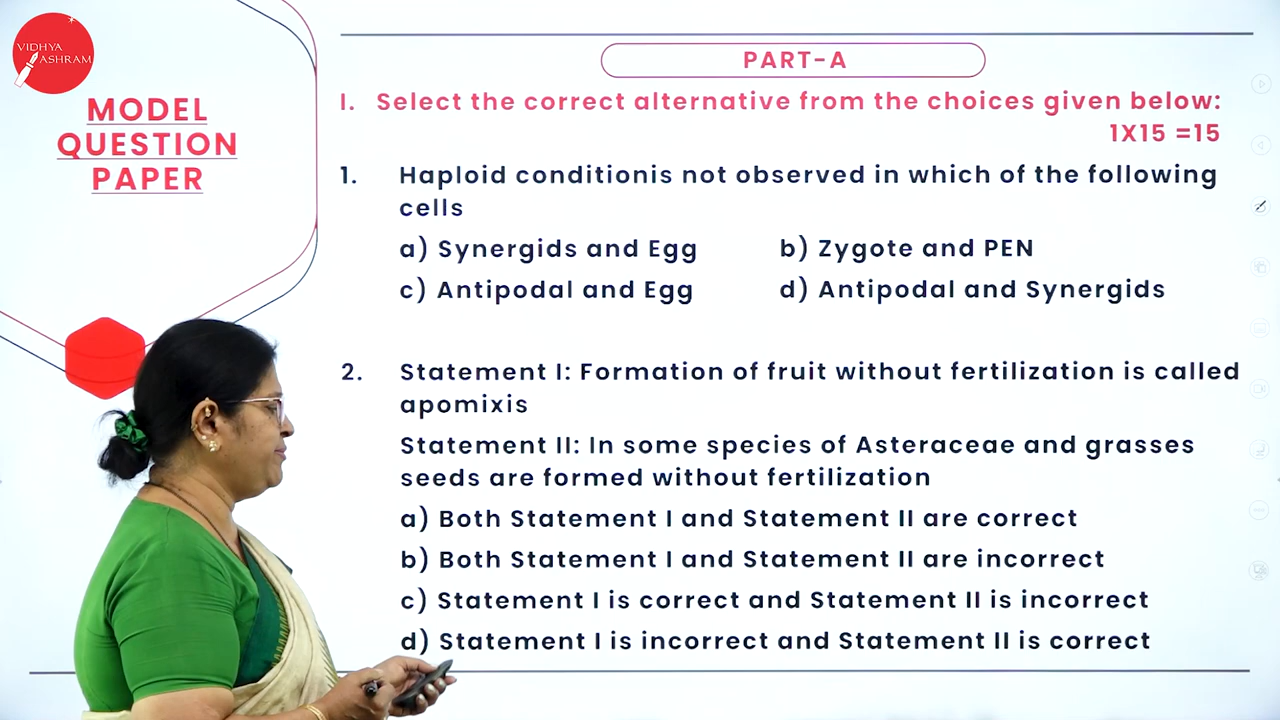 VIDHYA
ASHRAM
MODEL
QUESTION
PAPER
PART-A
I. Select the correct alternative from the choices given below:
1X15 =15
1. Haploid conditionis not observed in which of the following
cells
a) Synergids and Egg b) Zygote and PEN
c) Antipodal and Egg d) Antipodal and Synergids
2. Statement I: Formation of fruit without fertilization is called
apomixis
Statement II: In some species of Asteraceae and grasses
seeds are formed without fertilization
a) Both Statement I and Statement II are correct
b) Both Statement I and Statement II are incorrect
c) Statement I is correct and Statement II is incorrect
d) Statement I is incorrect and Statement II is correct